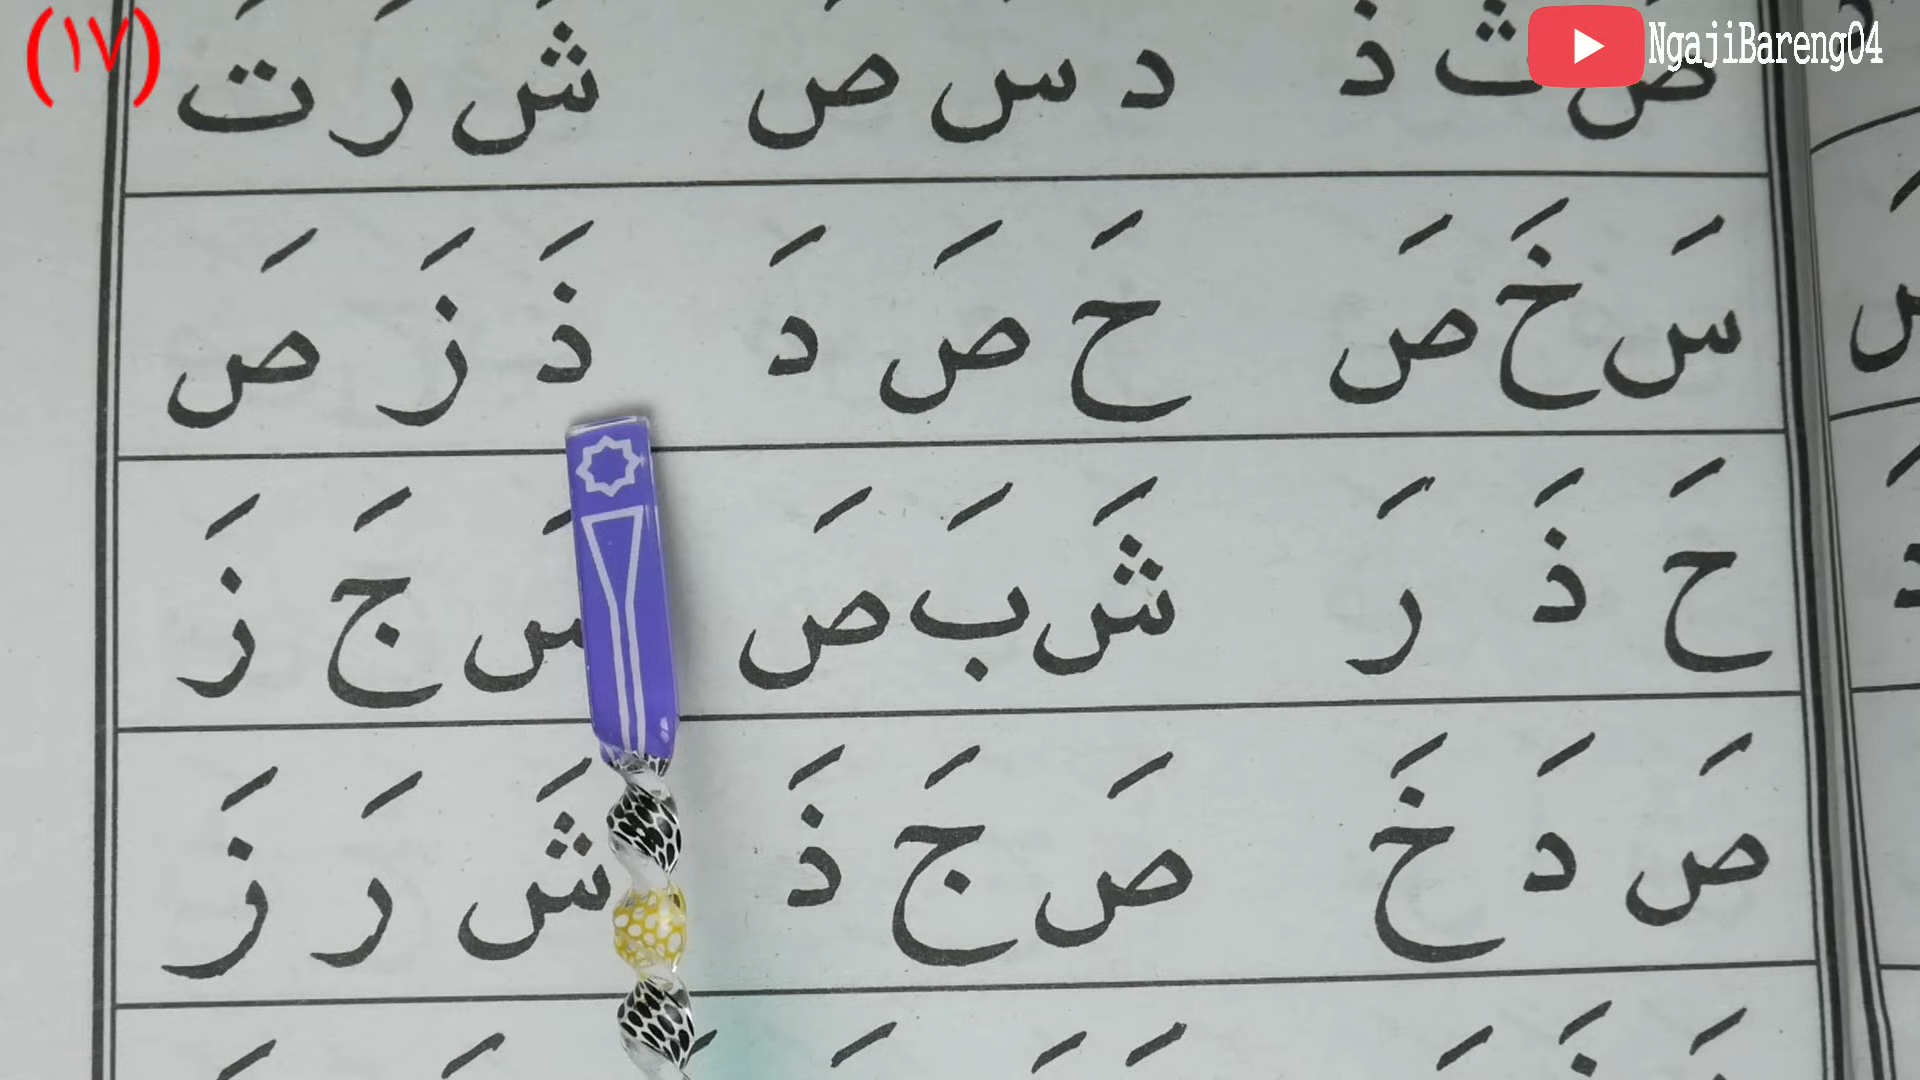 (١٧)
NgajiBareng04
ضَ ثَ ذَ دَ سَ صَ شَ رَ تَ
سَ خَ صَ حَ صَ دَ ذَ زَ صَ
حَ ذَ رَ شَ بَ صَ سَ جَ زَ
صَ دَ خَ صَ جَ ذَ شَ رَ زَ